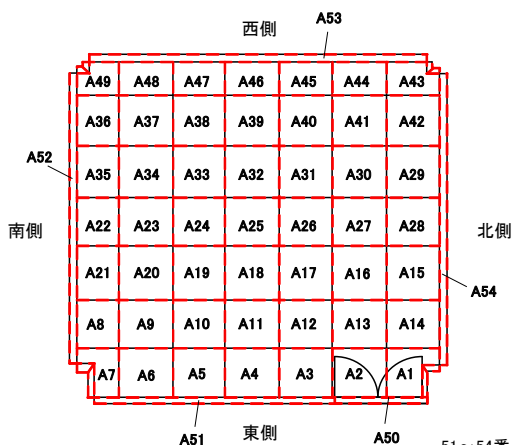 西側
A53
A49 A48 A47 A46 A45 A44 A43
A36 A37 A38 A39 A40 A41 A42
A52
A35 A34 A33 A32 A31 A30 A29
南側
A22 A23 A24 A25 A26 A27 A28
北側
A21 A20 A19 A18 A17 A16 A15
A54
A8 A9 A10 A11 A12 A13 A14
A7 A6 A5 A4 A3 A2 A1
A51
東側
A50